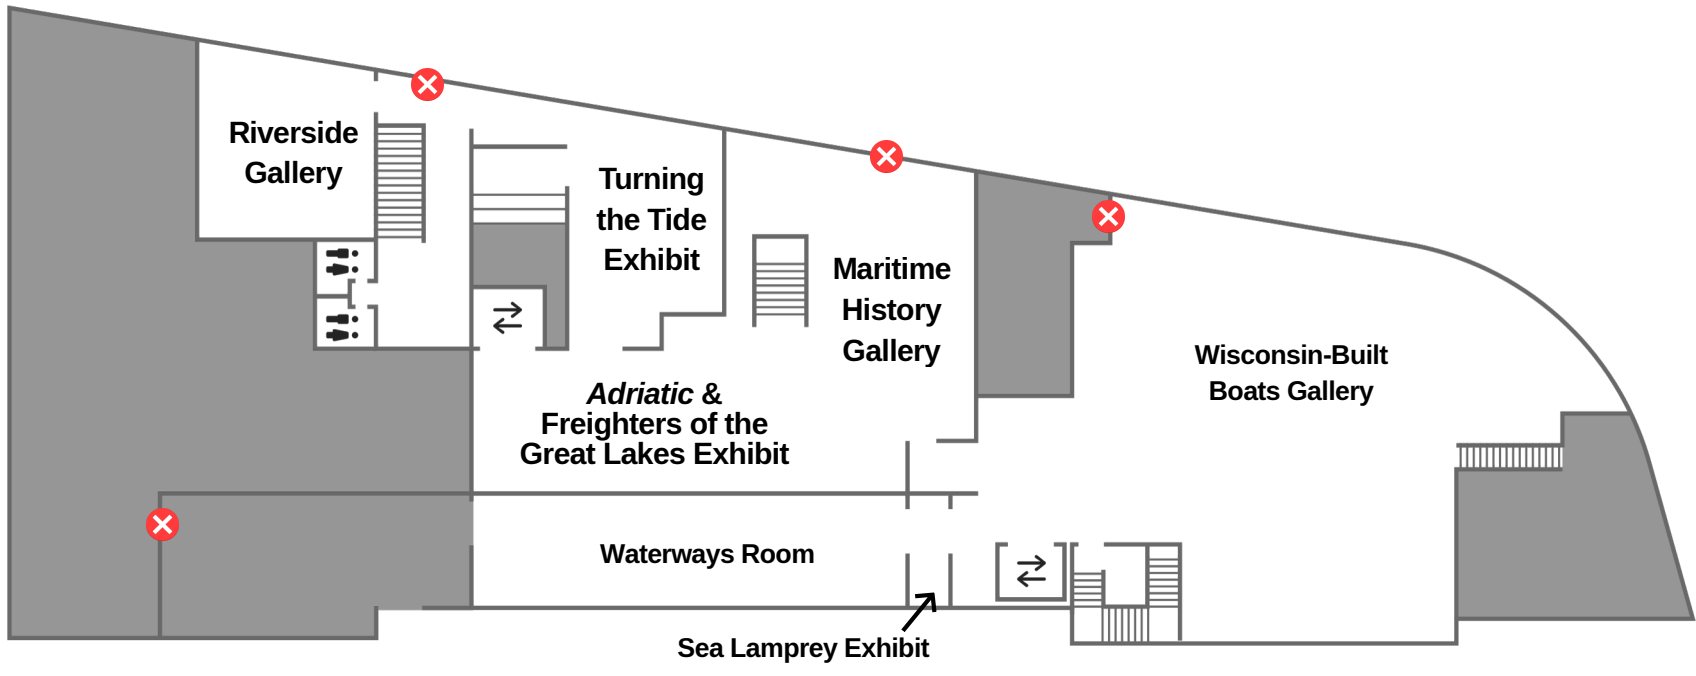 Riverside
Gallery
Turning
the Tide
Exhibit
Maritime
History
Gallery
Adriatic &
Freighters of the
Great Lakes Exhibit
Wisconsin-Built
Boats Gallery
Waterways Room
Sea Lamprey Exhibit